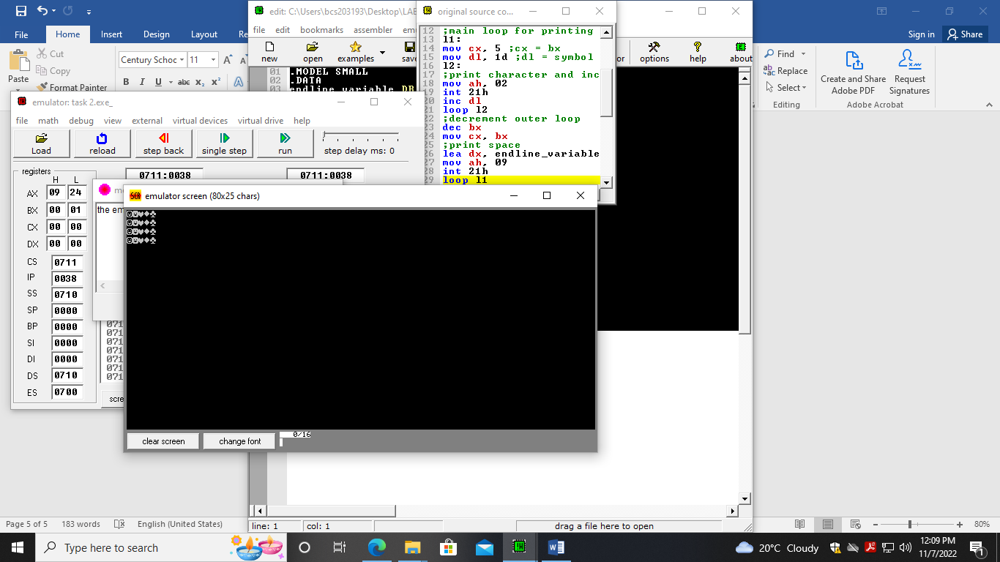 File
Home
Insert
Design
Layout
Sign in
Share
Paste
Cut
Copy
Format Painter
Century Schoc
11
B I U abc x₂ x² A
Find
Replace
Select
Editing
Create and Share
Adobe PDF
Request
Signatures
Adobe Acrobat
edit: C:\Users\bcs203193\Desktop\LAB
file edit bookmarks assembler emu
new open examples save options help about
01 .MODEL SMALL
02 .DATA
03 endline_variable DB
original source co...
12 ;main loop for printing
13 l1:
14 mov cx, 5 ;cx = bx
15 mov dl, 1d ;dl = symbol
16 l2:
17 ;print character and inc
18 mov ah, 02
19 int 21h
20 inc dl
21 loop l2
22 ;decrement outer loop
23 dec bx
24 mov cx, bx
25 ;print space
26 lea dx, endline_variable
27 mov ah, 09
28 int 21h
29 loop l1
emulator: task 2.exe_
file math debug view external virtual devices virtual drive help
Load reload step back single step run step delay ms: 0
registers
0711:0038 0711:0038
H L
AX 09 24
BX 00 01
CX 00 00
DX 00 00
CS 0711
IP 0038
SS 0710
SP 0000
BP 0000
SI 0000
DI 0000
DS 0710
ES 0700
the em
071
071
071
071
071
071
071
scre
emulator screen (80x25 chars)
☺☻♥♦♣
☺☻♥♦♣
☺☻♥♦♣
☺☻♥♦♣
clear screen change font 0/16
line: 1 col: 1 drag a file here to open
Page 5 of 5 183 words English (United States) 80%
Type here to search
20°C Cloudy
12:09 PM
11/7/2022
1